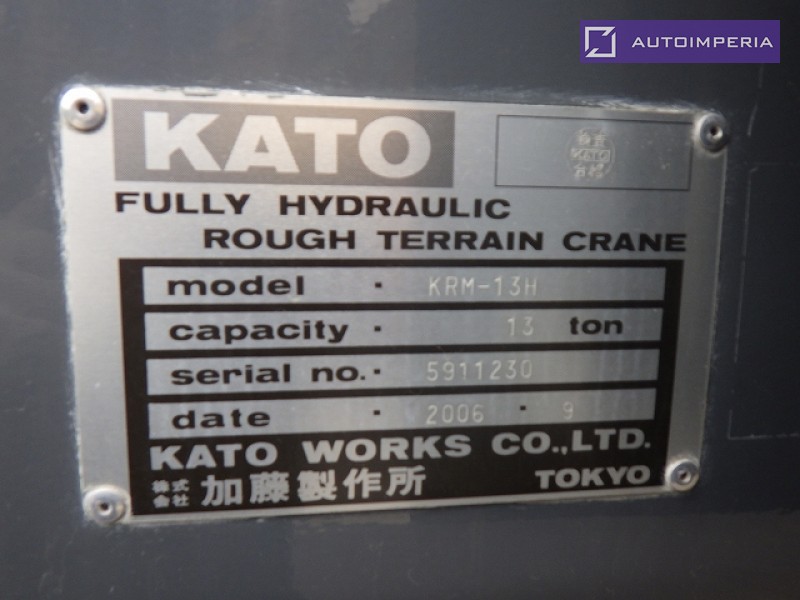 AUTOIMPERIA
KATO
KATO
FULLY HYDRAULIC
ROUGH TERRAIN CRANE
model · KRM-13H
capacity · 13 ton
serial no. · 5911230
date · 2006 · 9
KATO WORKS CO.,LTD.
株式会社 加藤製作所 TOKYO